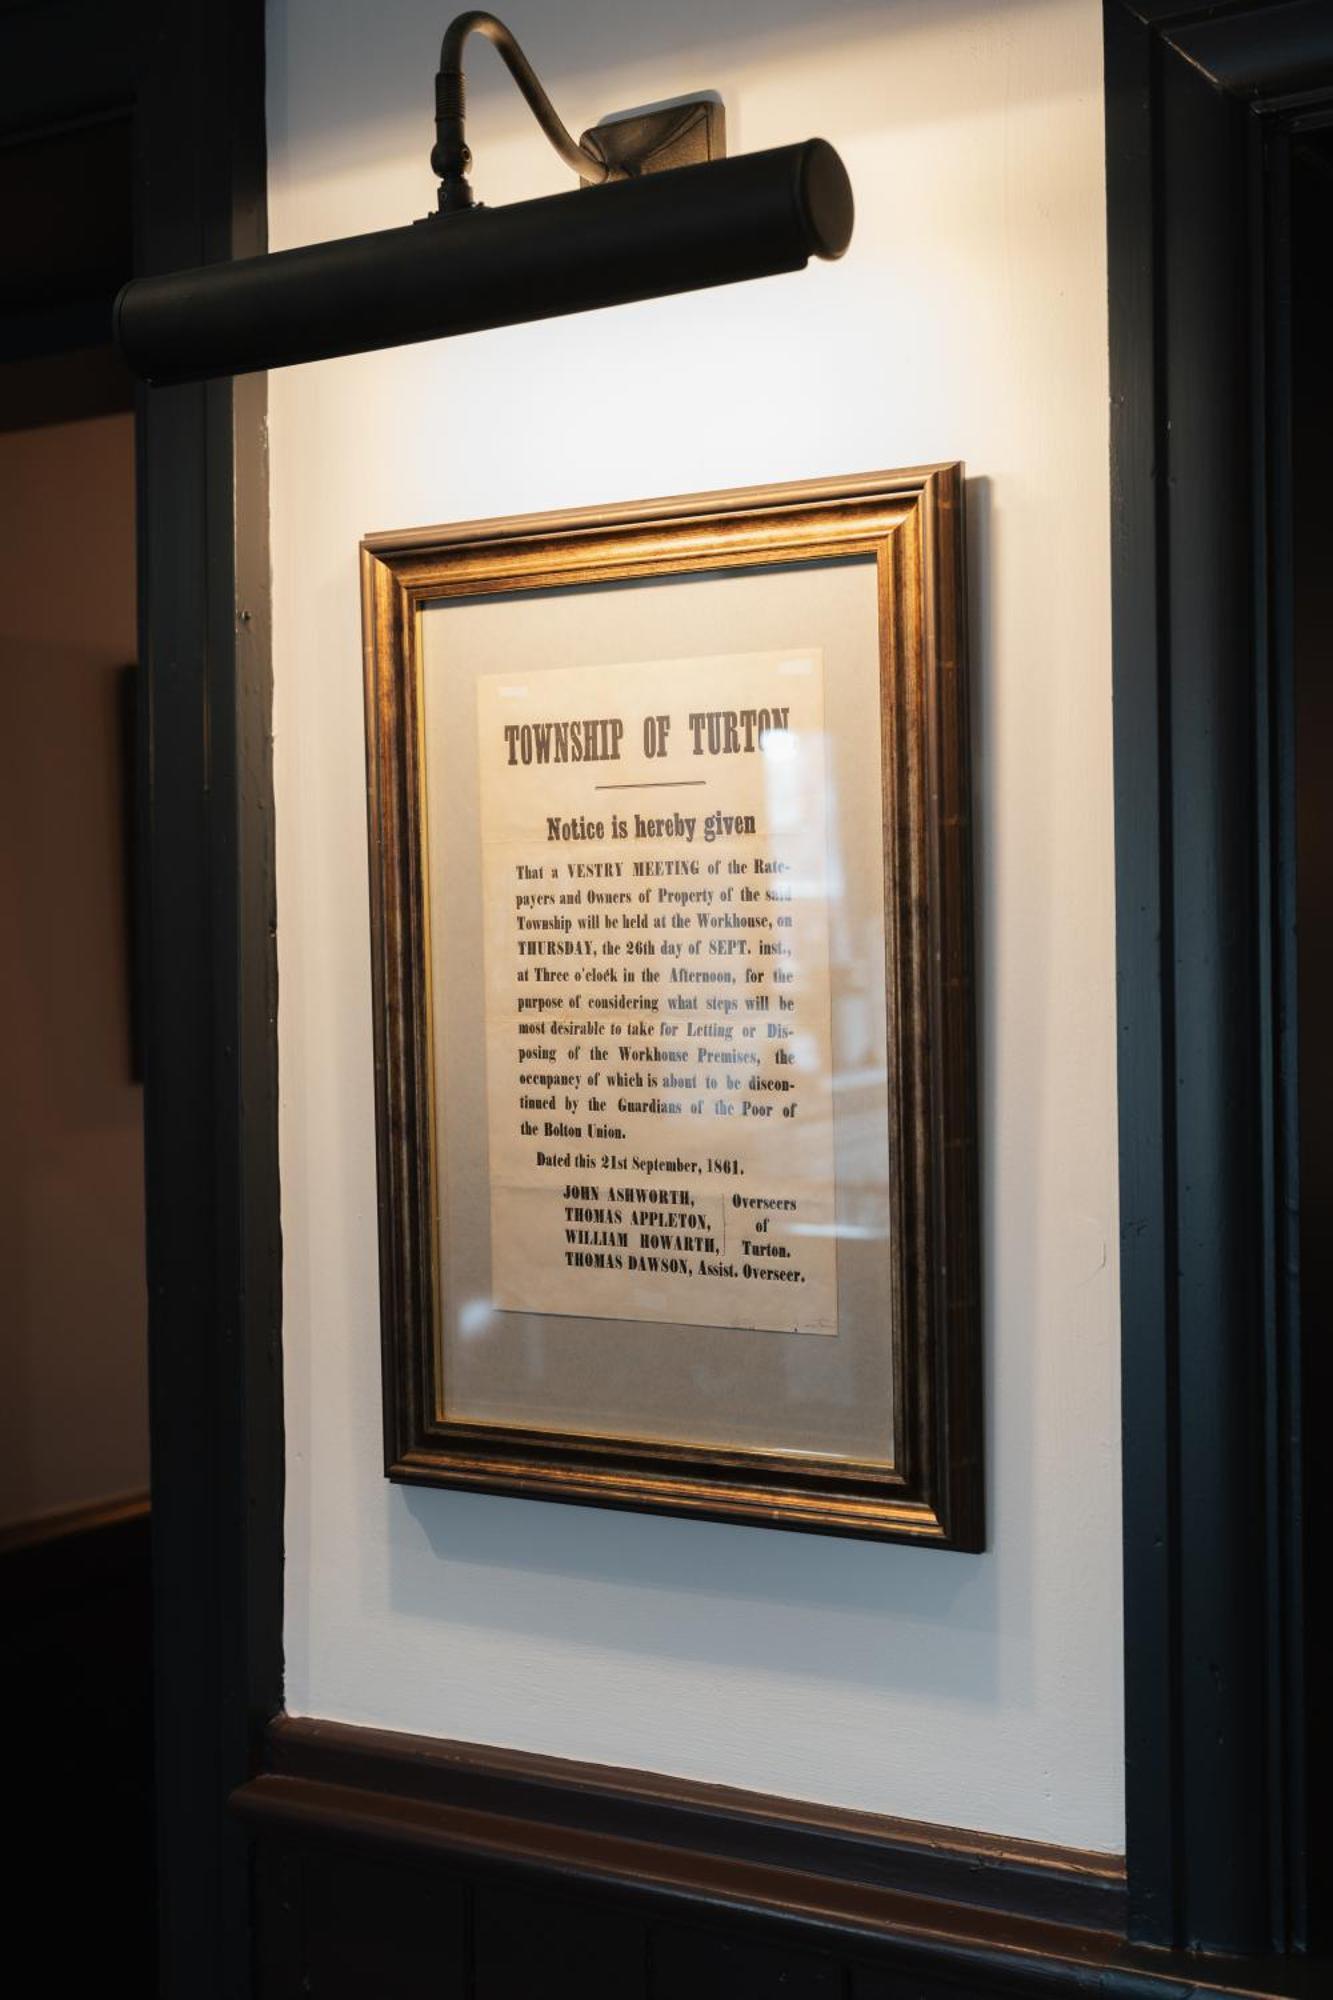 TOWNSHIP OF TURTON
Notice is hereby given
That a VESTRY MEETING of the Rate-
payers and Owners of Property of the said
Township will be held at the Workhouse, on
THURSDAY, the 26th day of SEPT. inst.,
at Three o'clock in the Afternoon, for the
purpose of considering what steps will be
most desirable to take for Letting or Dis-
posing of the Workhouse Premises, the
occupancy of which is about to be discon-
tinued by the Guardians of the Poor of
the Bolton Union.
Dated this 21st September, 1861.
JOHN ASHWORTH,
THOMAS APPLETON,
WILLIAM HOWARTH,
Overseers
of
Turton.
THOMAS DAWSON, Assist. Overseer.